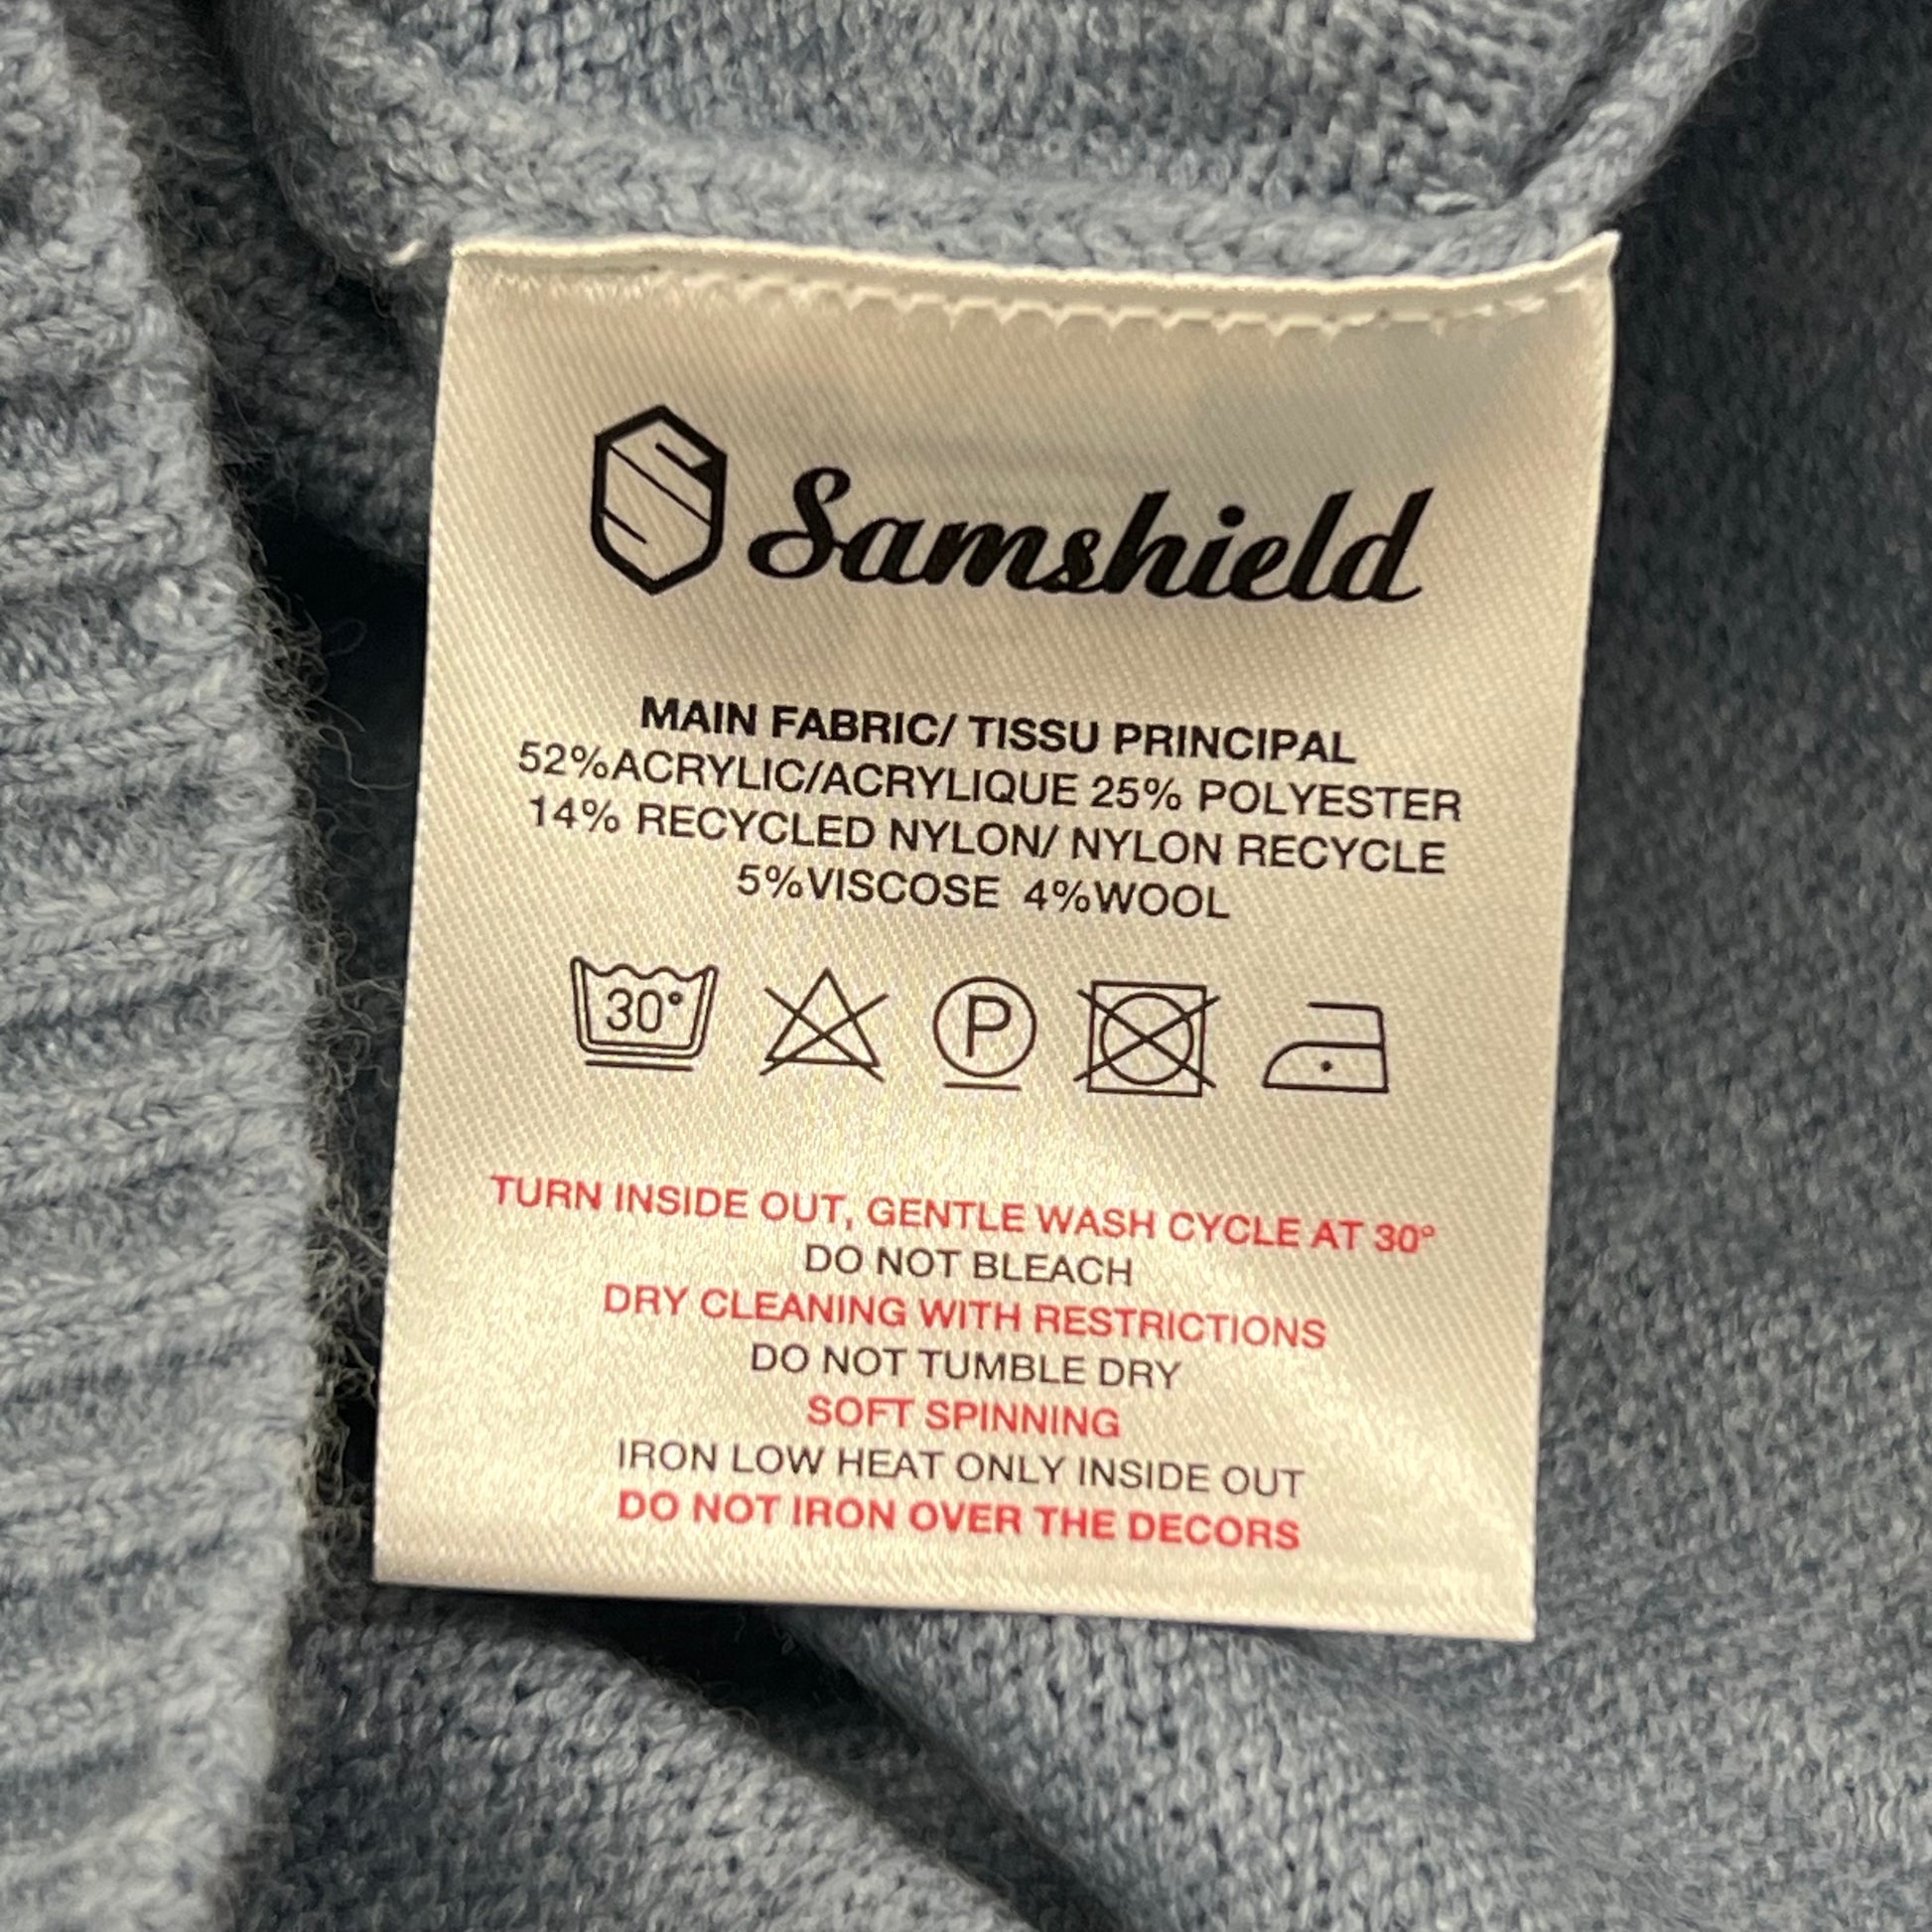 Samshield
MAIN FABRIC/ TISSU PRINCIPAL
52%ACRYLIC/ACRYLIQUE 25% POLYESTER
14% RECYCLED NYLON/ NYLON RECYCLE
5%VISCOSE 4%WOOL
30° P
TURN INSIDE OUT, GENTLE WASH CYCLE AT 30°
DO NOT BLEACH
DRY CLEANING WITH RESTRICTIONS
DO NOT TUMBLE DRY
SOFT SPINNING
IRON LOW HEAT ONLY INSIDE OUT
DO NOT IRON OVER THE DECORS